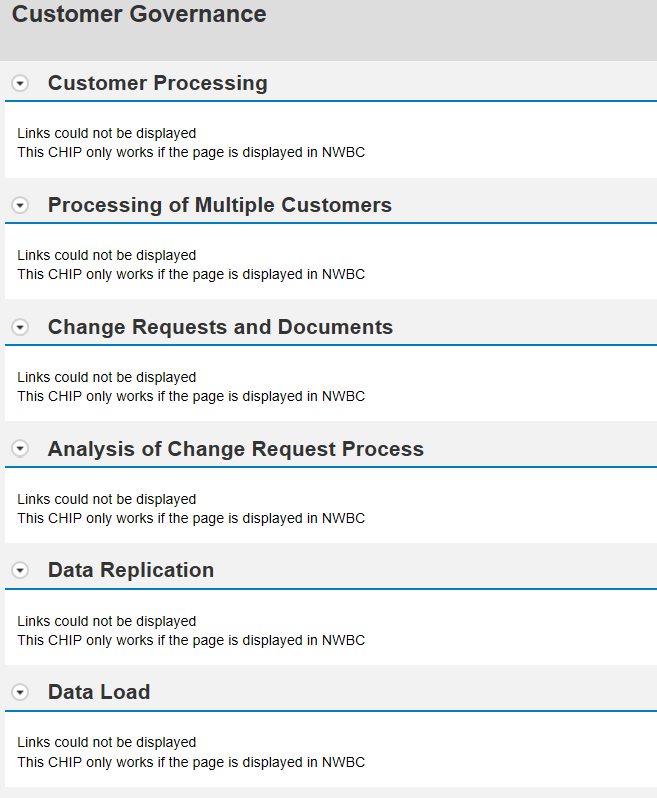 Customer Governance
Customer Processing
Links could not be displayed
This CHIP only works if the page is displayed in NWBC
Processing of Multiple Customers
Links could not be displayed
This CHIP only works if the page is displayed in NWBC
Change Requests and Documents
Links could not be displayed
This CHIP only works if the page is displayed in NWBC
Analysis of Change Request Process
Links could not be displayed
This CHIP only works if the page is displayed in NWBC
Data Replication
Links could not be displayed
This CHIP only works if the page is displayed in NWBC
Data Load
Links could not be displayed
This CHIP only works if the page is displayed in NWBC